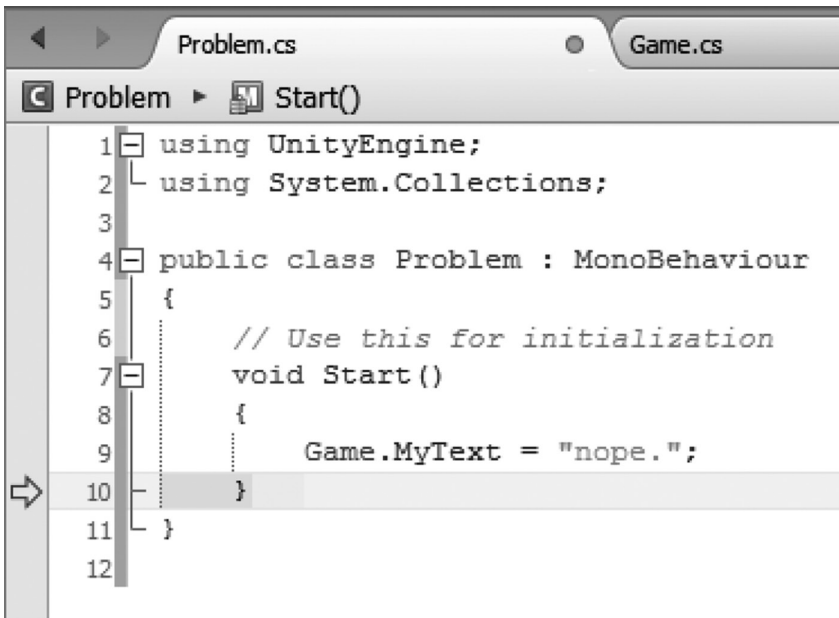 Problem.cs Game.cs
Problem Start()
1 using UnityEngine;
2 using System.Collections;
3
4 public class Problem : MonoBehaviour
5 {
6 // Use this for initialization
7 void Start()
8 {
9 Game.MyText = "nope.";
10 }
11 }
12